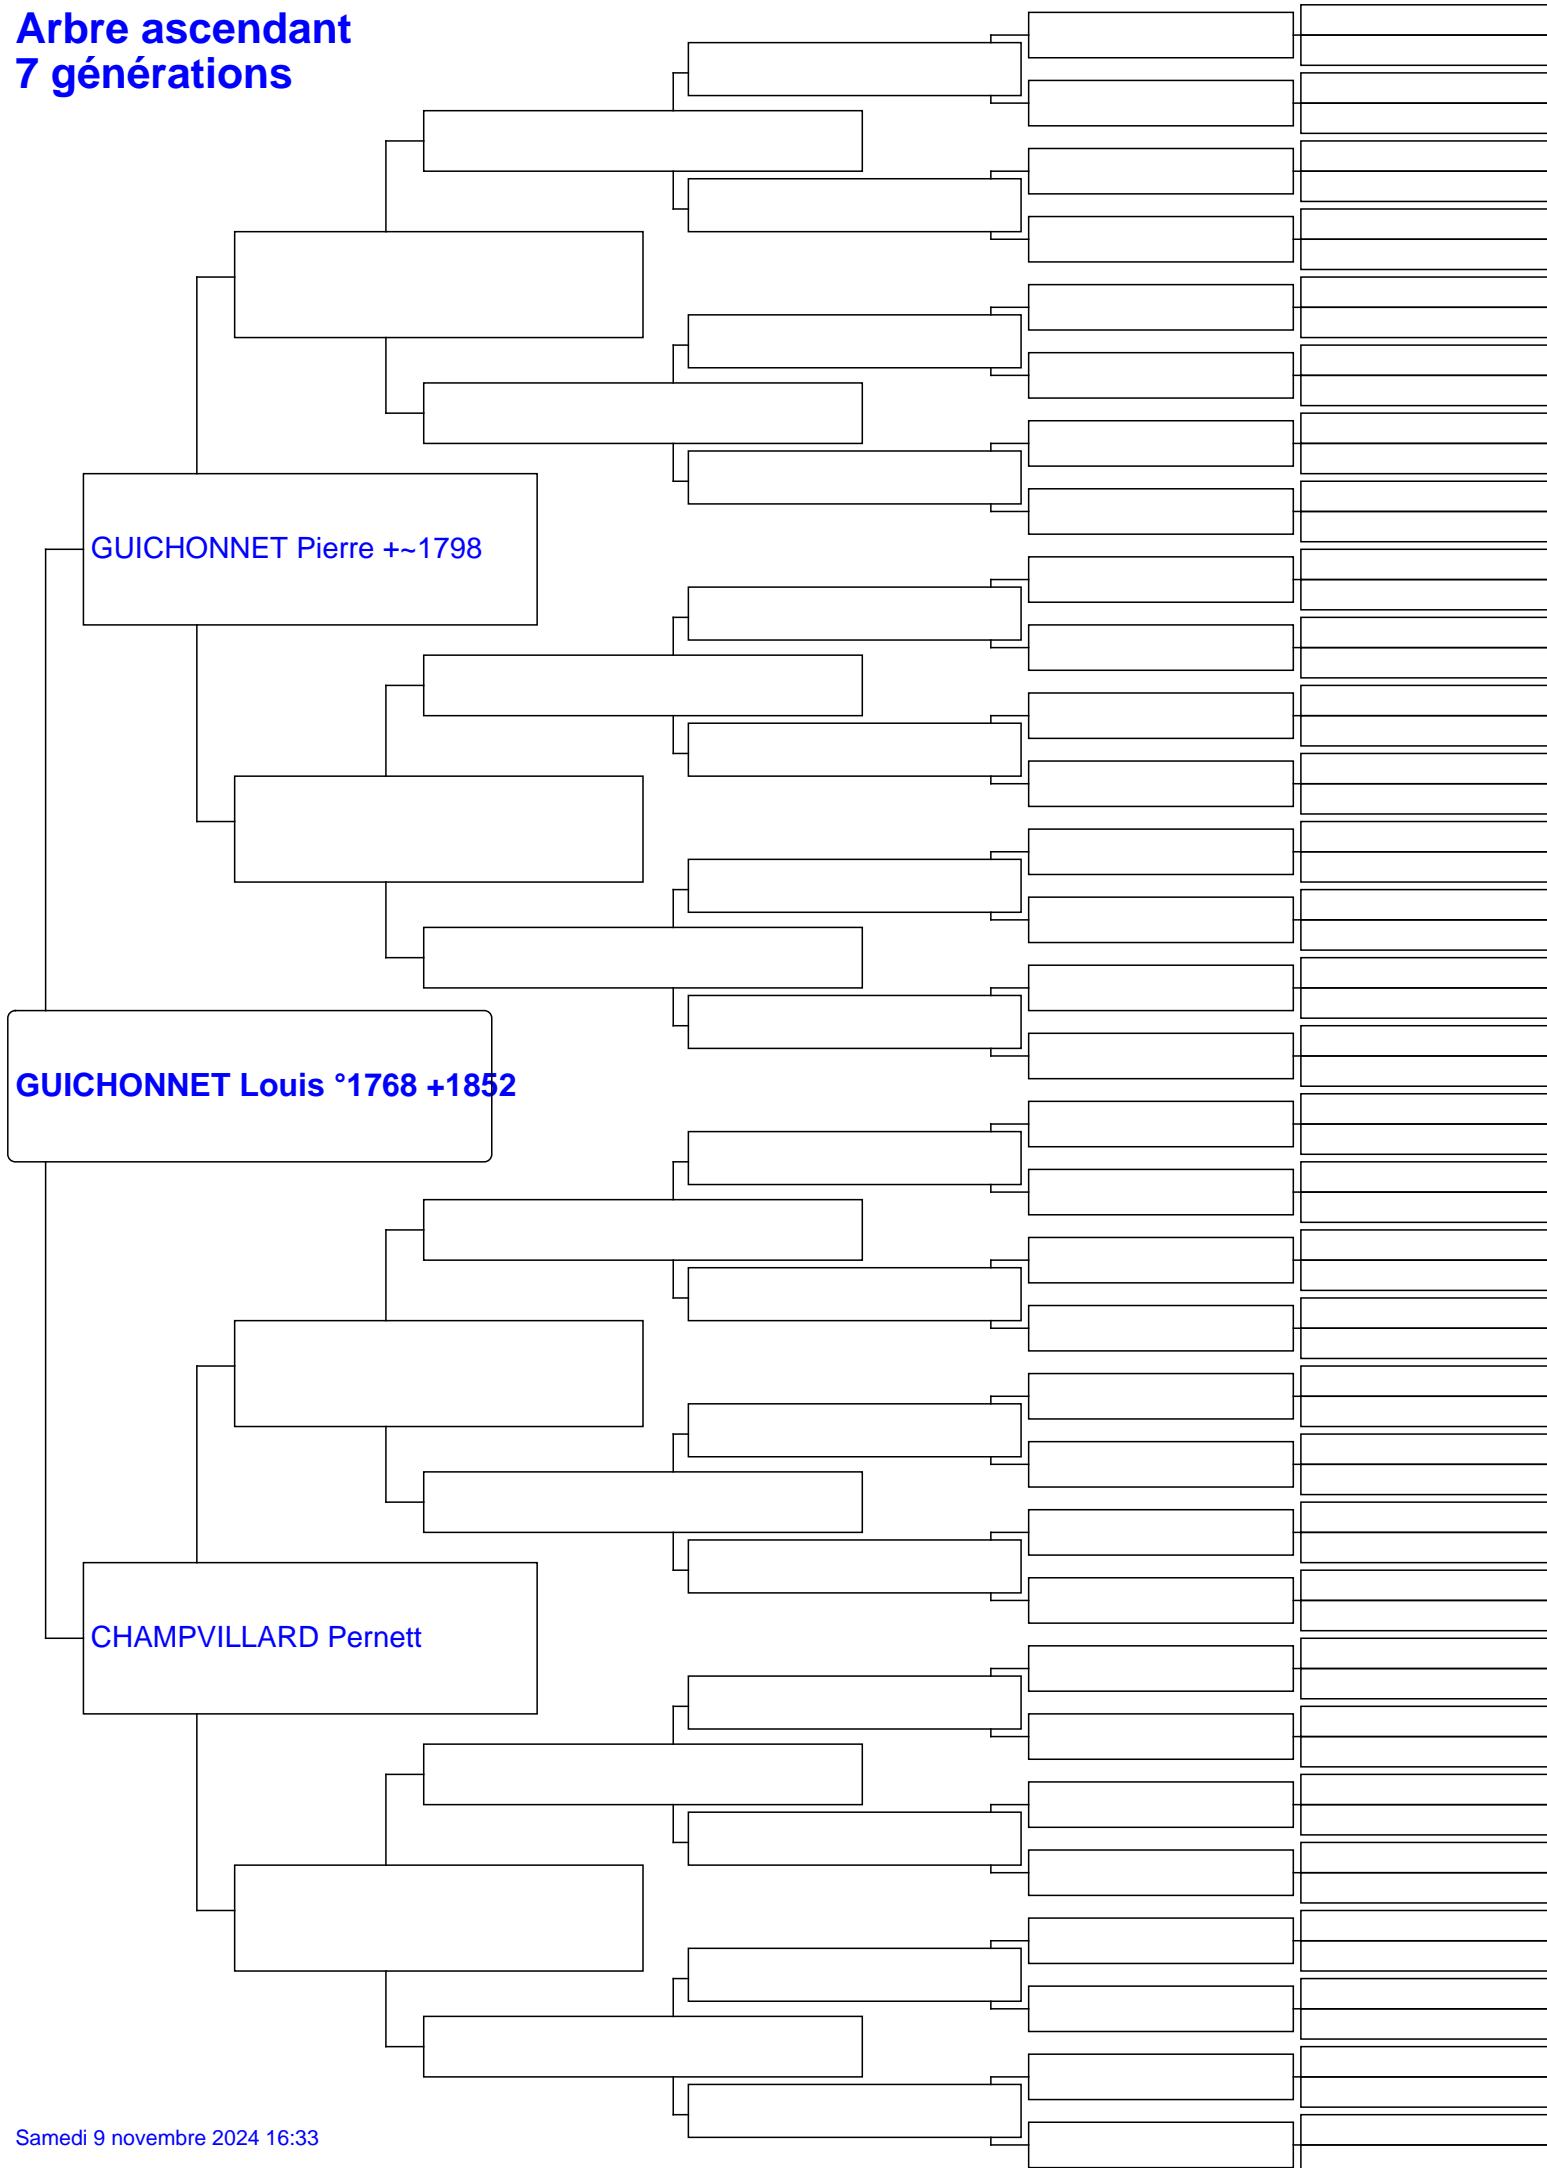 Arbre ascendant
7 générations
GUICHONNET Pierre +~1798
GUICHONNET Louis °1768 +1852
CHAMPVILLARD Pernett
Samedi 9 novembre 2024 16:33